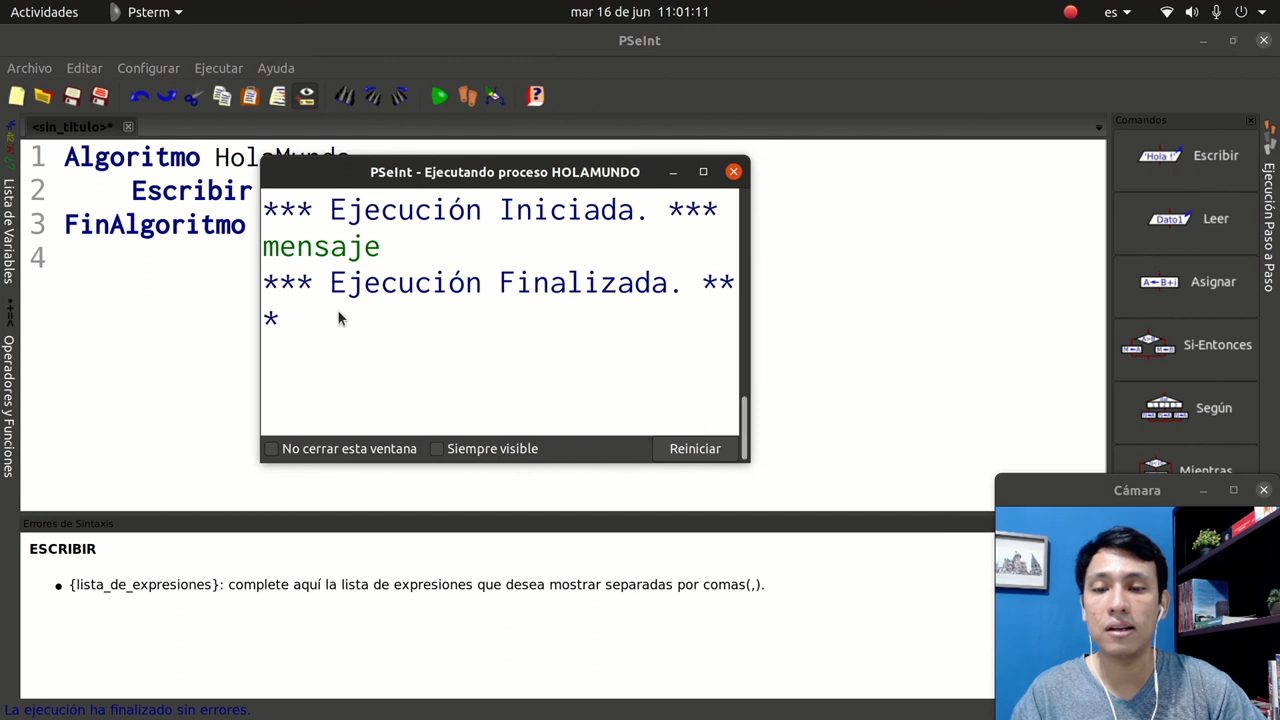 Actividades Psterm mar 16 de jun 11:01:11 es
PSeInt
Archivo Editar Configurar Ejecutar Ayuda
<sin_titulo>*
Comandos
1 Algoritmo HolaMundo
2 Escribir
3 FinAlgoritmo
4
PSeInt - Ejecutando proceso HOLAMUNDO
*** Ejecución Iniciada. ***
mensaje
*** Ejecución Finalizada. **
*
No cerrar esta ventana Siempre visible Reiniciar
Lista de Variables
Operadores y Funciones
'Hola !' Escribir
Dato1 Leer
A←B+i Asignar
Si-Entonces
Según
Mientras
Ejecución Paso a Paso
Errores de Sintaxis
ESCRIBIR
• {lista_de_expresiones}: complete aquí la lista de expresiones que desea mostrar separadas por comas(,).
La ejecución ha finalizado sin errores.
Cámara